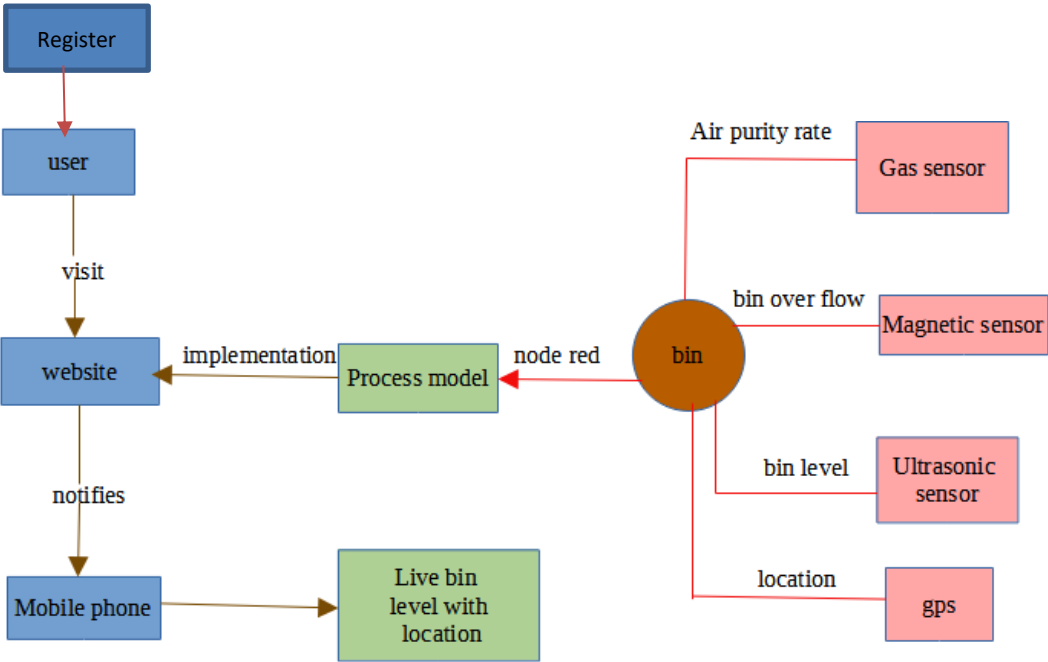 Register
user
visit
website
notifies
Mobile phone
implementation
Process model
node red
bin
Live bin
level with
location
Air purity rate
Gas sensor
bin over flow
Magnetic sensor
bin level
Ultrasonic
sensor
location
gps